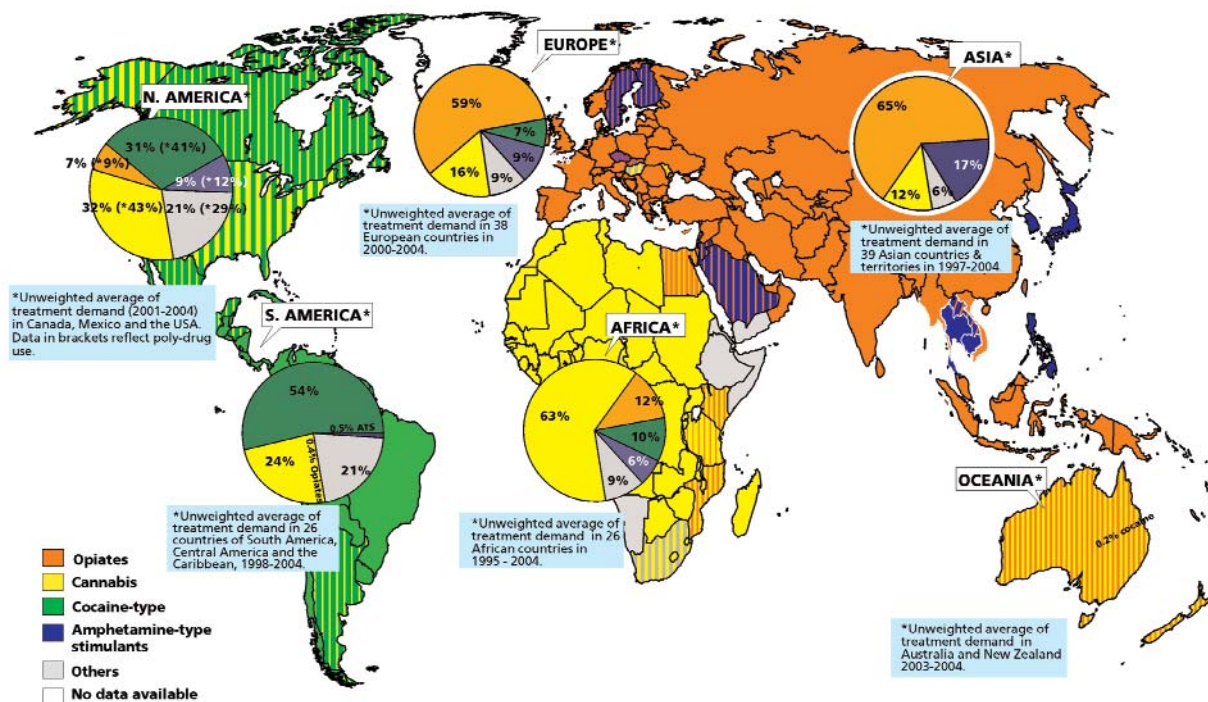 N. AMERICA*
31% (*41%)
7% (*9%)
9% (*12%)
32% (*43%)
21% (*29%)
*Unweighted average of
treatment demand (2001-2004)
in Canada, Mexico and the USA.
Data in brackets reflect poly-drug
use.
EUROPE*
59%
7%
9%
9%
16%
*Unweighted average of
treatment demand in 38
European countries in
2000-2004.
ASIA*
65%
17%
6%
12%
*Unweighted average of
treatment demand in
39 Asian countries &
territories in 1997-2004.
S. AMERICA*
54%
0.5% ATS
24%
0.4% Opiates
21%
*Unweighted average of
treatment demand in 26
countries of South America,
Central America and the
Caribbean, 1998-2004.
AFRICA*
63%
12%
10%
6%
9%
*Unweighted average of
treatment demand in 26
African countries in
1995 - 2004.
OCEANIA*
0.2% cocaine
*Unweighted average of
treatment demand in
Australia and New Zealand
2003-2004.
Opiates
Cannabis
Cocaine-type
Amphetamine-type
stimulants
Others
No data available